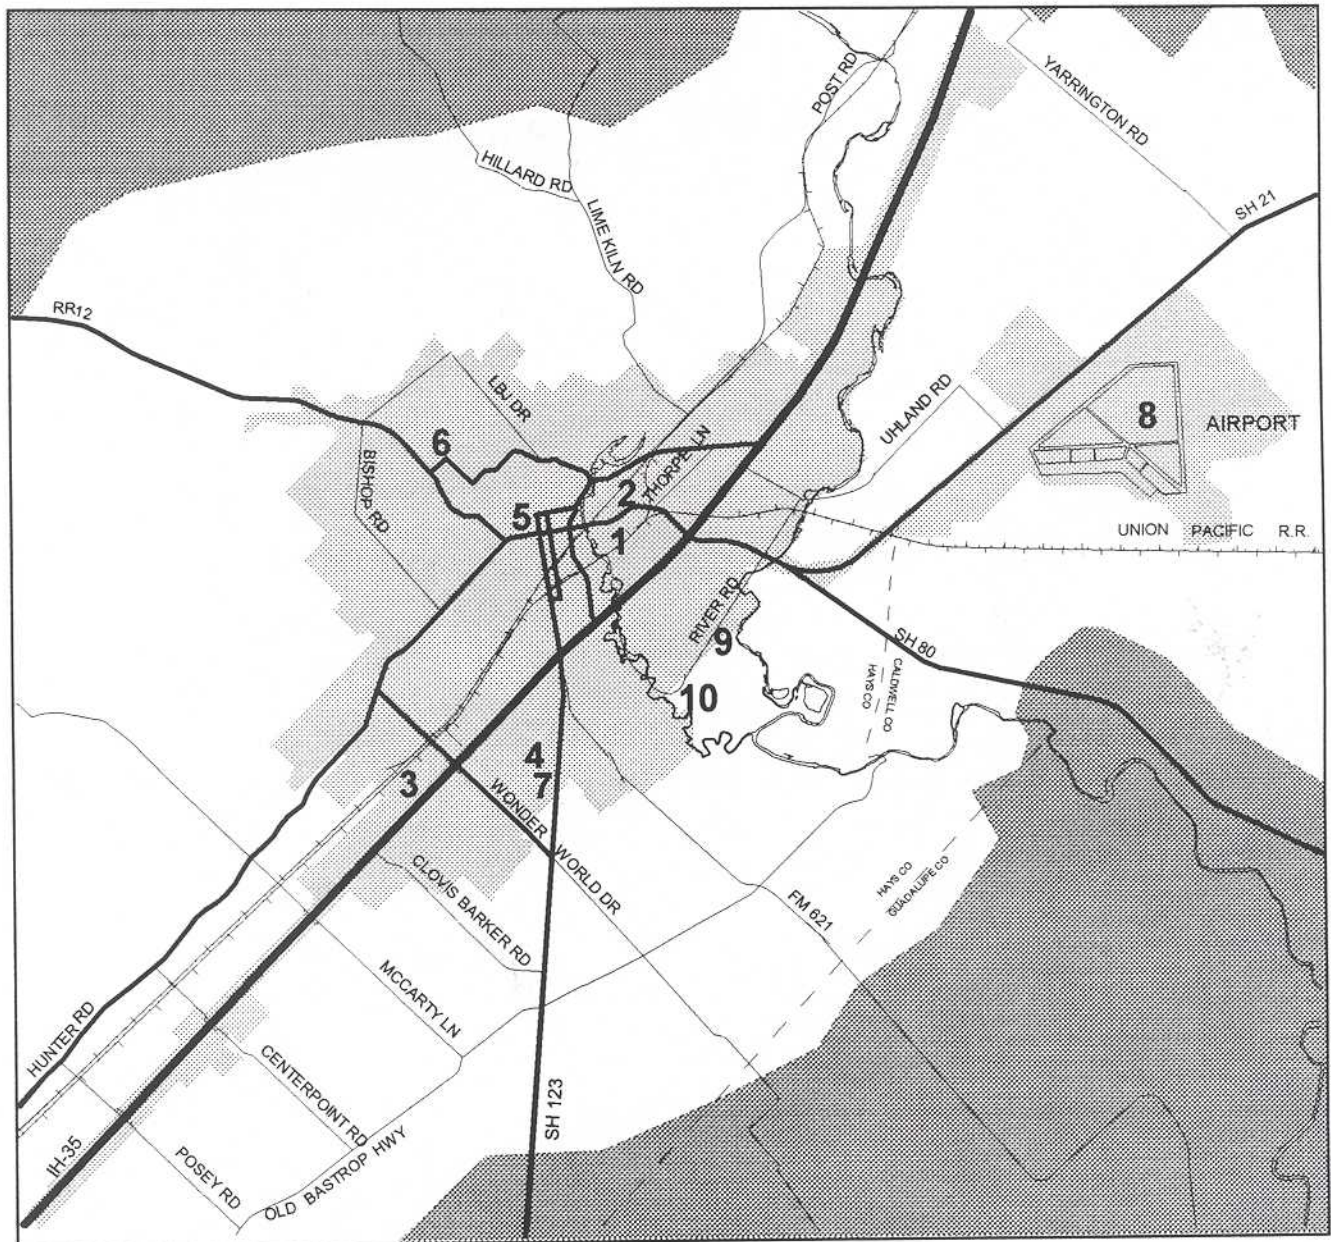 POST RD
YARRINGTON RD
HILLARD RD
SH 21
LIME KILN RD
RR12
LBJ DR
UHLAND RD
8
AIRPORT
6
THORPE LN
BISHOP RD
2
5
UNION PACIFIC R.R.
1
RIVER RD
9
SH 80
HAYS CO
CALDWELL CO
10
4
3
7
WONDER WORLD DR
CLOVIS BARKER RD
HAYS CO
GUADALUPE CO
FM 621
MCCARTY LN
HUNTER RD
CENTERPOINT RD
SH 123
IH-35
POSEY RD
OLD BASTROP HWY